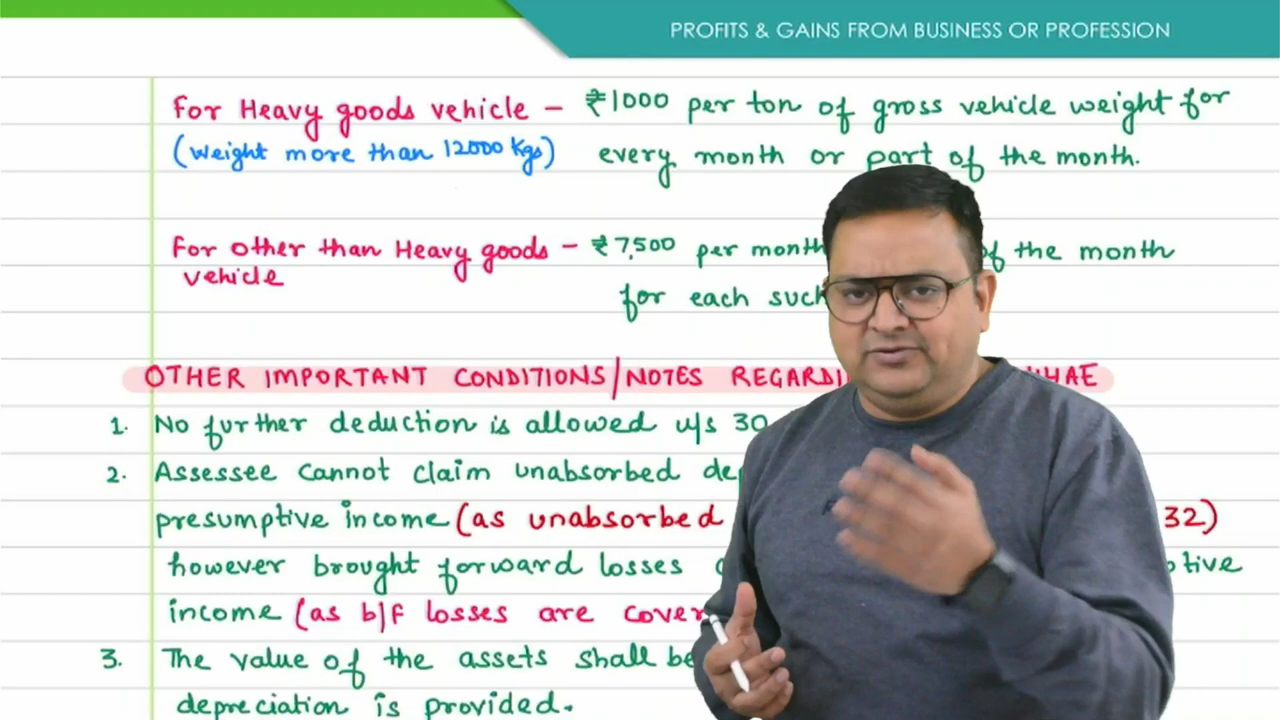 PROFITS & GAINS FROM BUSINESS OR PROFESSION
For Heavy goods vehicle – ₹1000 per ton of gross vehicle weight for
(Weight more than 12000 Kgs) every month or part of the month.
For Other than Heavy goods – ₹7,500 per month of the month
vehicle for each such
OTHER IMPORTANT CONDITIONS/NOTES REGARDI
1. No further deduction is allowed u/s 30
2. Assessee cannot claim unabsorbed
presumptive income (as unabsorbed 32)
however brought forward losses
income (as b/f losses are
3. The value of the assets shall be
depreciation is provided.